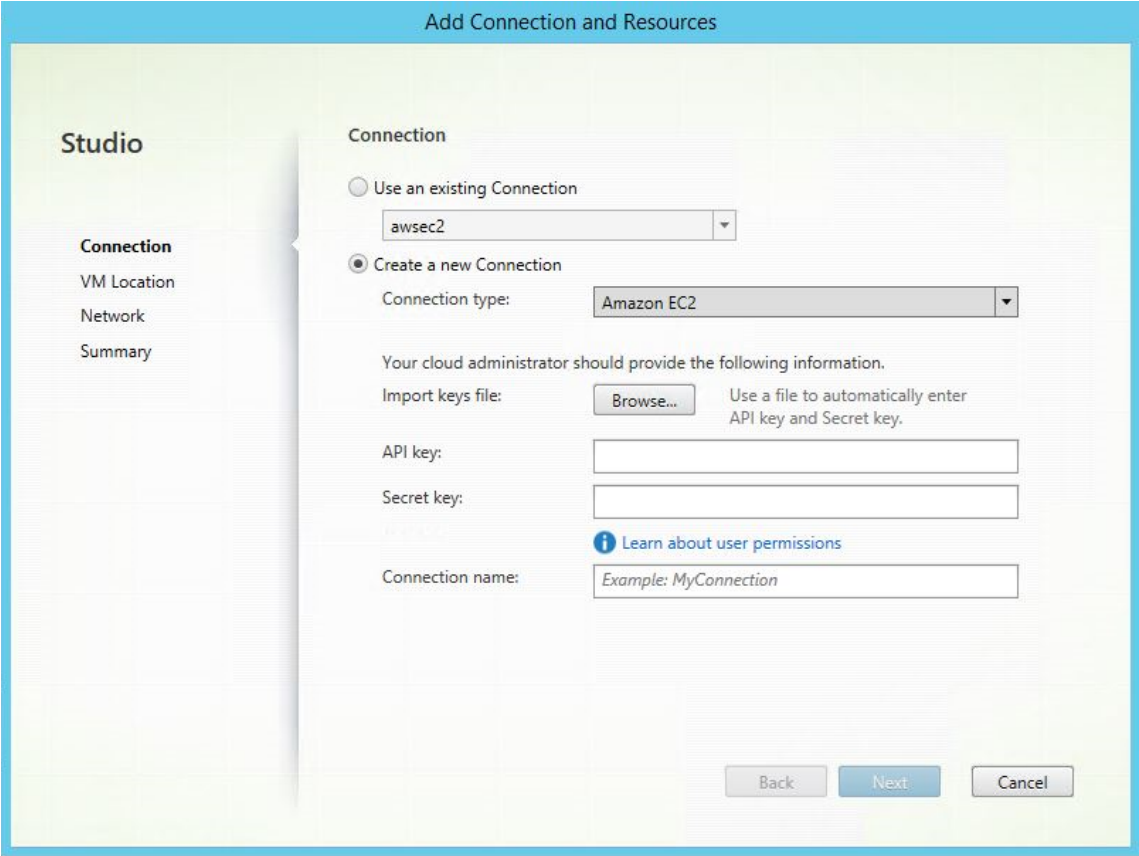 Add Connection and Resources
Studio
Connection
VM Location
Network
Summary
Connection
Use an existing Connection
awsec2
Create a new Connection
Connection type:
Amazon EC2
Your cloud administrator should provide the following information.
Import keys file:
Browse...
Use a file to automatically enter
API key and Secret key.
API key:
Secret key:
Learn about user permissions
Connection name:
Example: MyConnection
Back
Next
Cancel